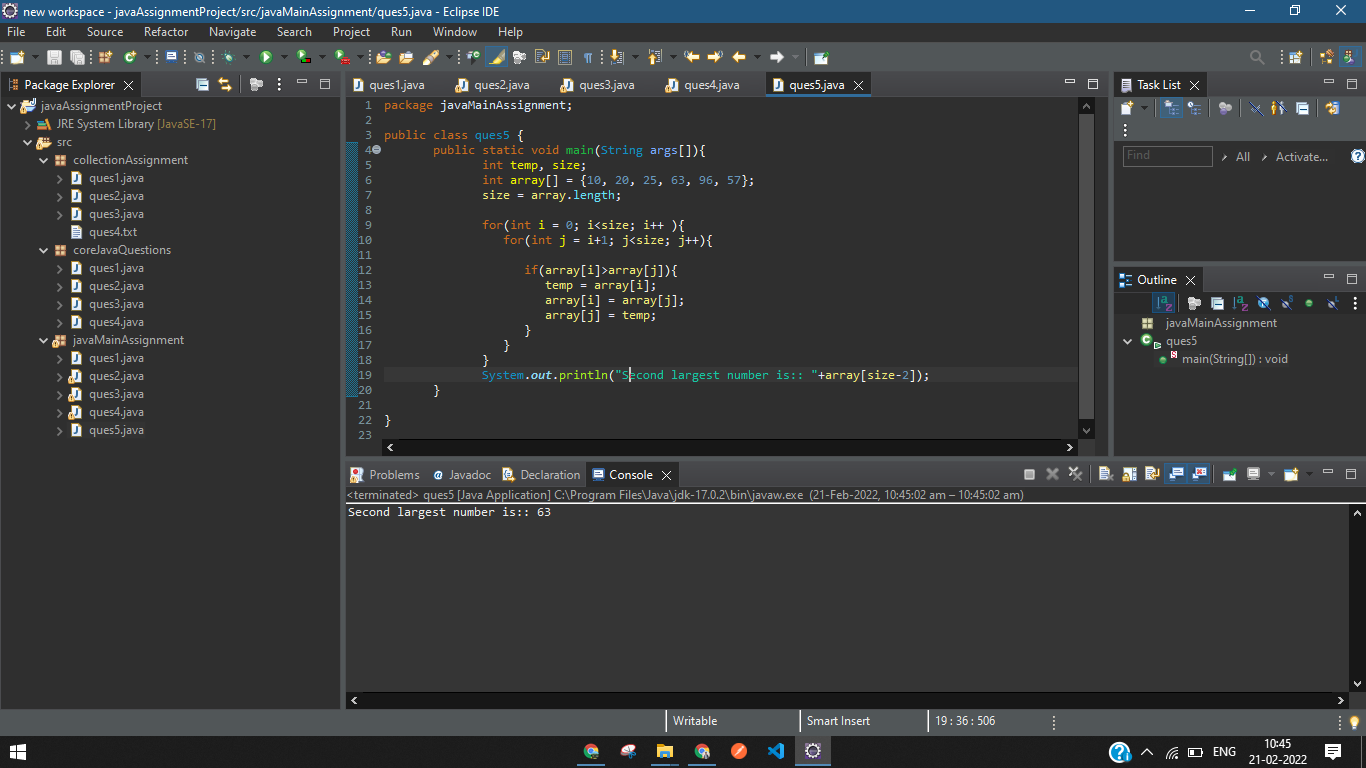 new workspace - javaAssignmentProject/src/javaMainAssignment/ques5.java - Eclipse IDE
File Edit Source Refactor Navigate Search Project Run Window Help
Package Explorer
javaAssignmentProject
JRE System Library [JavaSE-17]
src
collectionAssignment
ques1.java
ques2.java
ques3.java
ques4.txt
coreJavaQuestions
ques1.java
ques2.java
ques3.java
ques4.java
javaMainAssignment
ques1.java
ques2.java
ques3.java
ques4.java
ques5.java
ques1.java ques2.java ques3.java ques4.java ques5.java
1 package javaMainAssignment;
2
3 public class ques5 {
4 public static void main(String args[]){
5 int temp, size;
6 int array[] = {10, 20, 25, 63, 96, 57};
7 size = array.length;
8
9 for(int i = 0; i<size; i++ ){
10 for(int j = i+1; j<size; j++){
11
12 if(array[i]>array[j]){
13 temp = array[i];
14 array[i] = array[j];
15 array[j] = temp;
16 }
17 }
18 }
19 System.out.println("Second largest number is:: "+array[size-2]);
20 }
21
22 }
23
Task List
Find All Activate...
Outline
javaMainAssignment
ques5
main(String[]) : void
Problems Javadoc Declaration Console
<terminated> ques5 [Java Application] C:\Program Files\Java\jdk-17.0.2\bin\javaw.exe (21-Feb-2022, 10:45:02 am – 10:45:02 am)
Second largest number is:: 63
Writable Smart Insert 19 : 36 : 506
ENG 10:45
21-02-2022